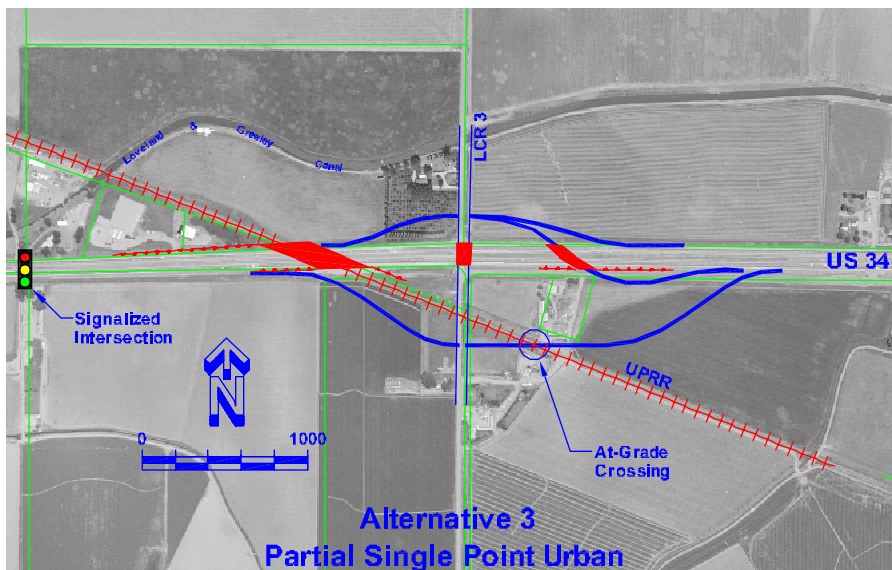 Loveland & Greeley Canal
LCR 3
US 34
Signalized
Intersection
N
UPRR
0 1000
At-Grade
Crossing
Alternative 3
Partial Single Point Urban